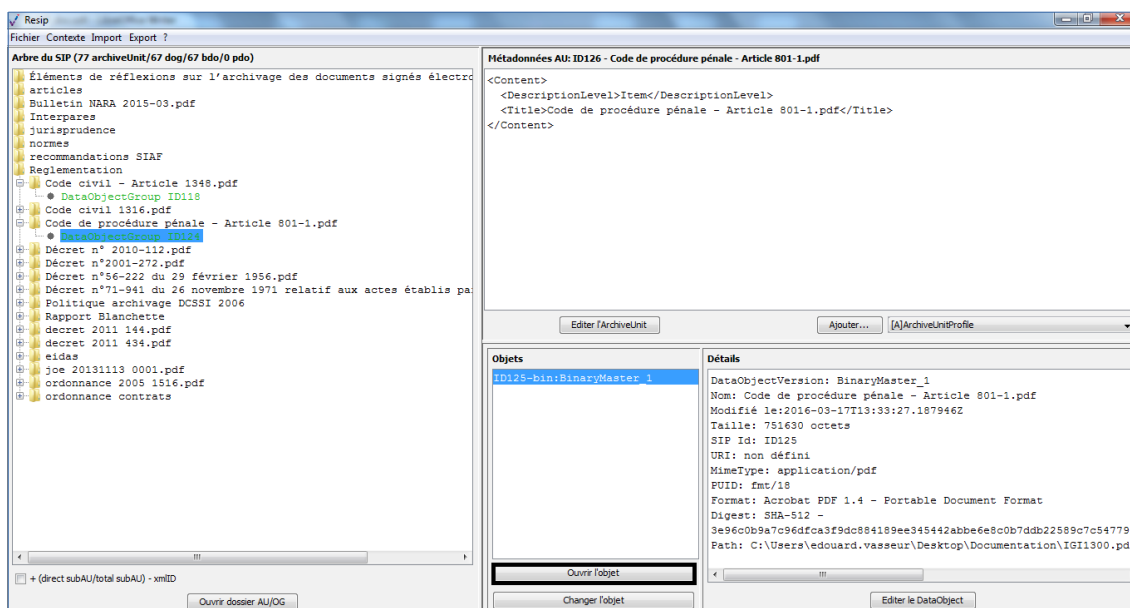 Resip
Fichier Contexte Import Export ?
Arbre du SIP (77 archiveUnit/67 dog/67 bdo/0 pdo)
Éléments de réflexions sur l'archivage des documents signés électro
articles
Bulletin NARA 2015-03.pdf
Interpares
jurisprudence
normes
recommandations SIAF
Reglementation
Code civil - Article 1348.pdf
DataObjectGroup ID118
Code civil 1316.pdf
Code de procédure pénale - Article 801-1.pdf
DataObjectGroup ID124
Décret n° 2010-112.pdf
Décret n°2001-272.pdf
Décret n°56-222 du 29 février 1956.pdf
Décret n°71-941 du 26 novembre 1971 relatif aux actes établis pa
Politique archivage DCSSI 2006
Rapport Blanchette
decret 2011 144.pdf
decret 2011 434.pdf
eidas
joe 20131113 0001.pdf
ordonnance 2005 1516.pdf
ordonnance contrats
+ (direct subAU/total subAU) - xmlID
Ouvrir dossier AU/OG
Métadonnées AU: ID126 - Code de procédure pénale - Article 801-1.pdf
<Content>
<DescriptionLevel>Item</DescriptionLevel>
<Title>Code de procédure pénale - Article 801-1.pdf</Title>
</Content>
Editer l'ArchiveUnit
Ajouter...
[A]ArchiveUnitProfile
Objets
ID125-bin:BinaryMaster_1
Ouvrir l'objet
Changer l'objet
Détails
DataObjectVersion: BinaryMaster_1
Nom: Code de procédure pénale - Article 801-1.pdf
Modifié le:2016-03-17T13:33:27.187946Z
Taille: 751630 octets
SIP Id: ID125
URI: non défini
MimeType: application/pdf
PUID: fmt/18
Format: Acrobat PDF 1.4 - Portable Document Format
Digest: SHA-512 -
3e96c0b9a7c96dfca3f9dc884189ee345442abbe6e8c0b7ddb22589c7c54779
Path: C:\Users\edouard.vasseur\Desktop\Documentation\IGI1300.pd
Editer le DataObject